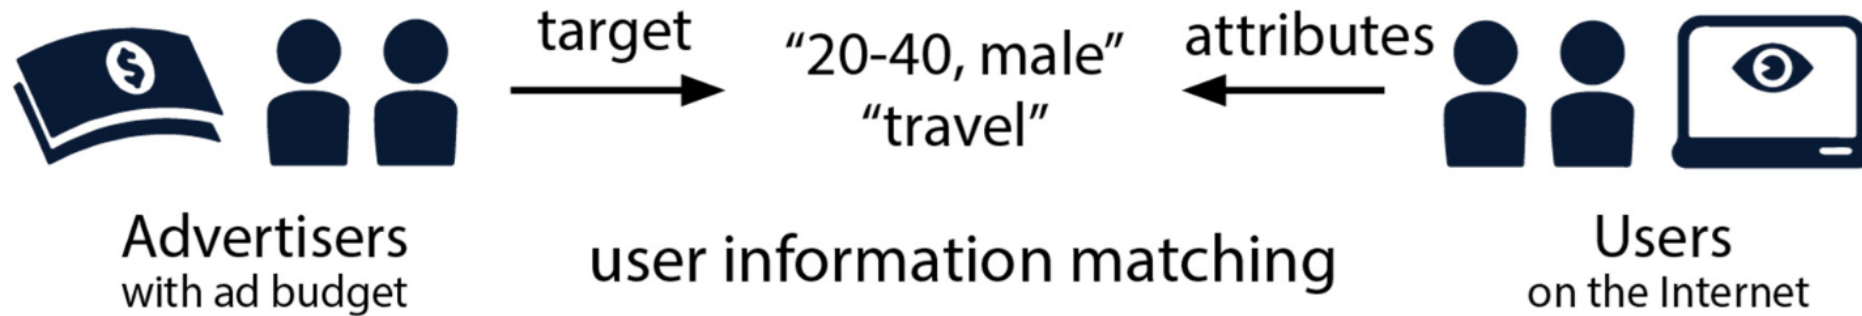 target
“20-40, male”
“travel”
attributes
Advertisers
with ad budget
user information matching
Users
on the Internet